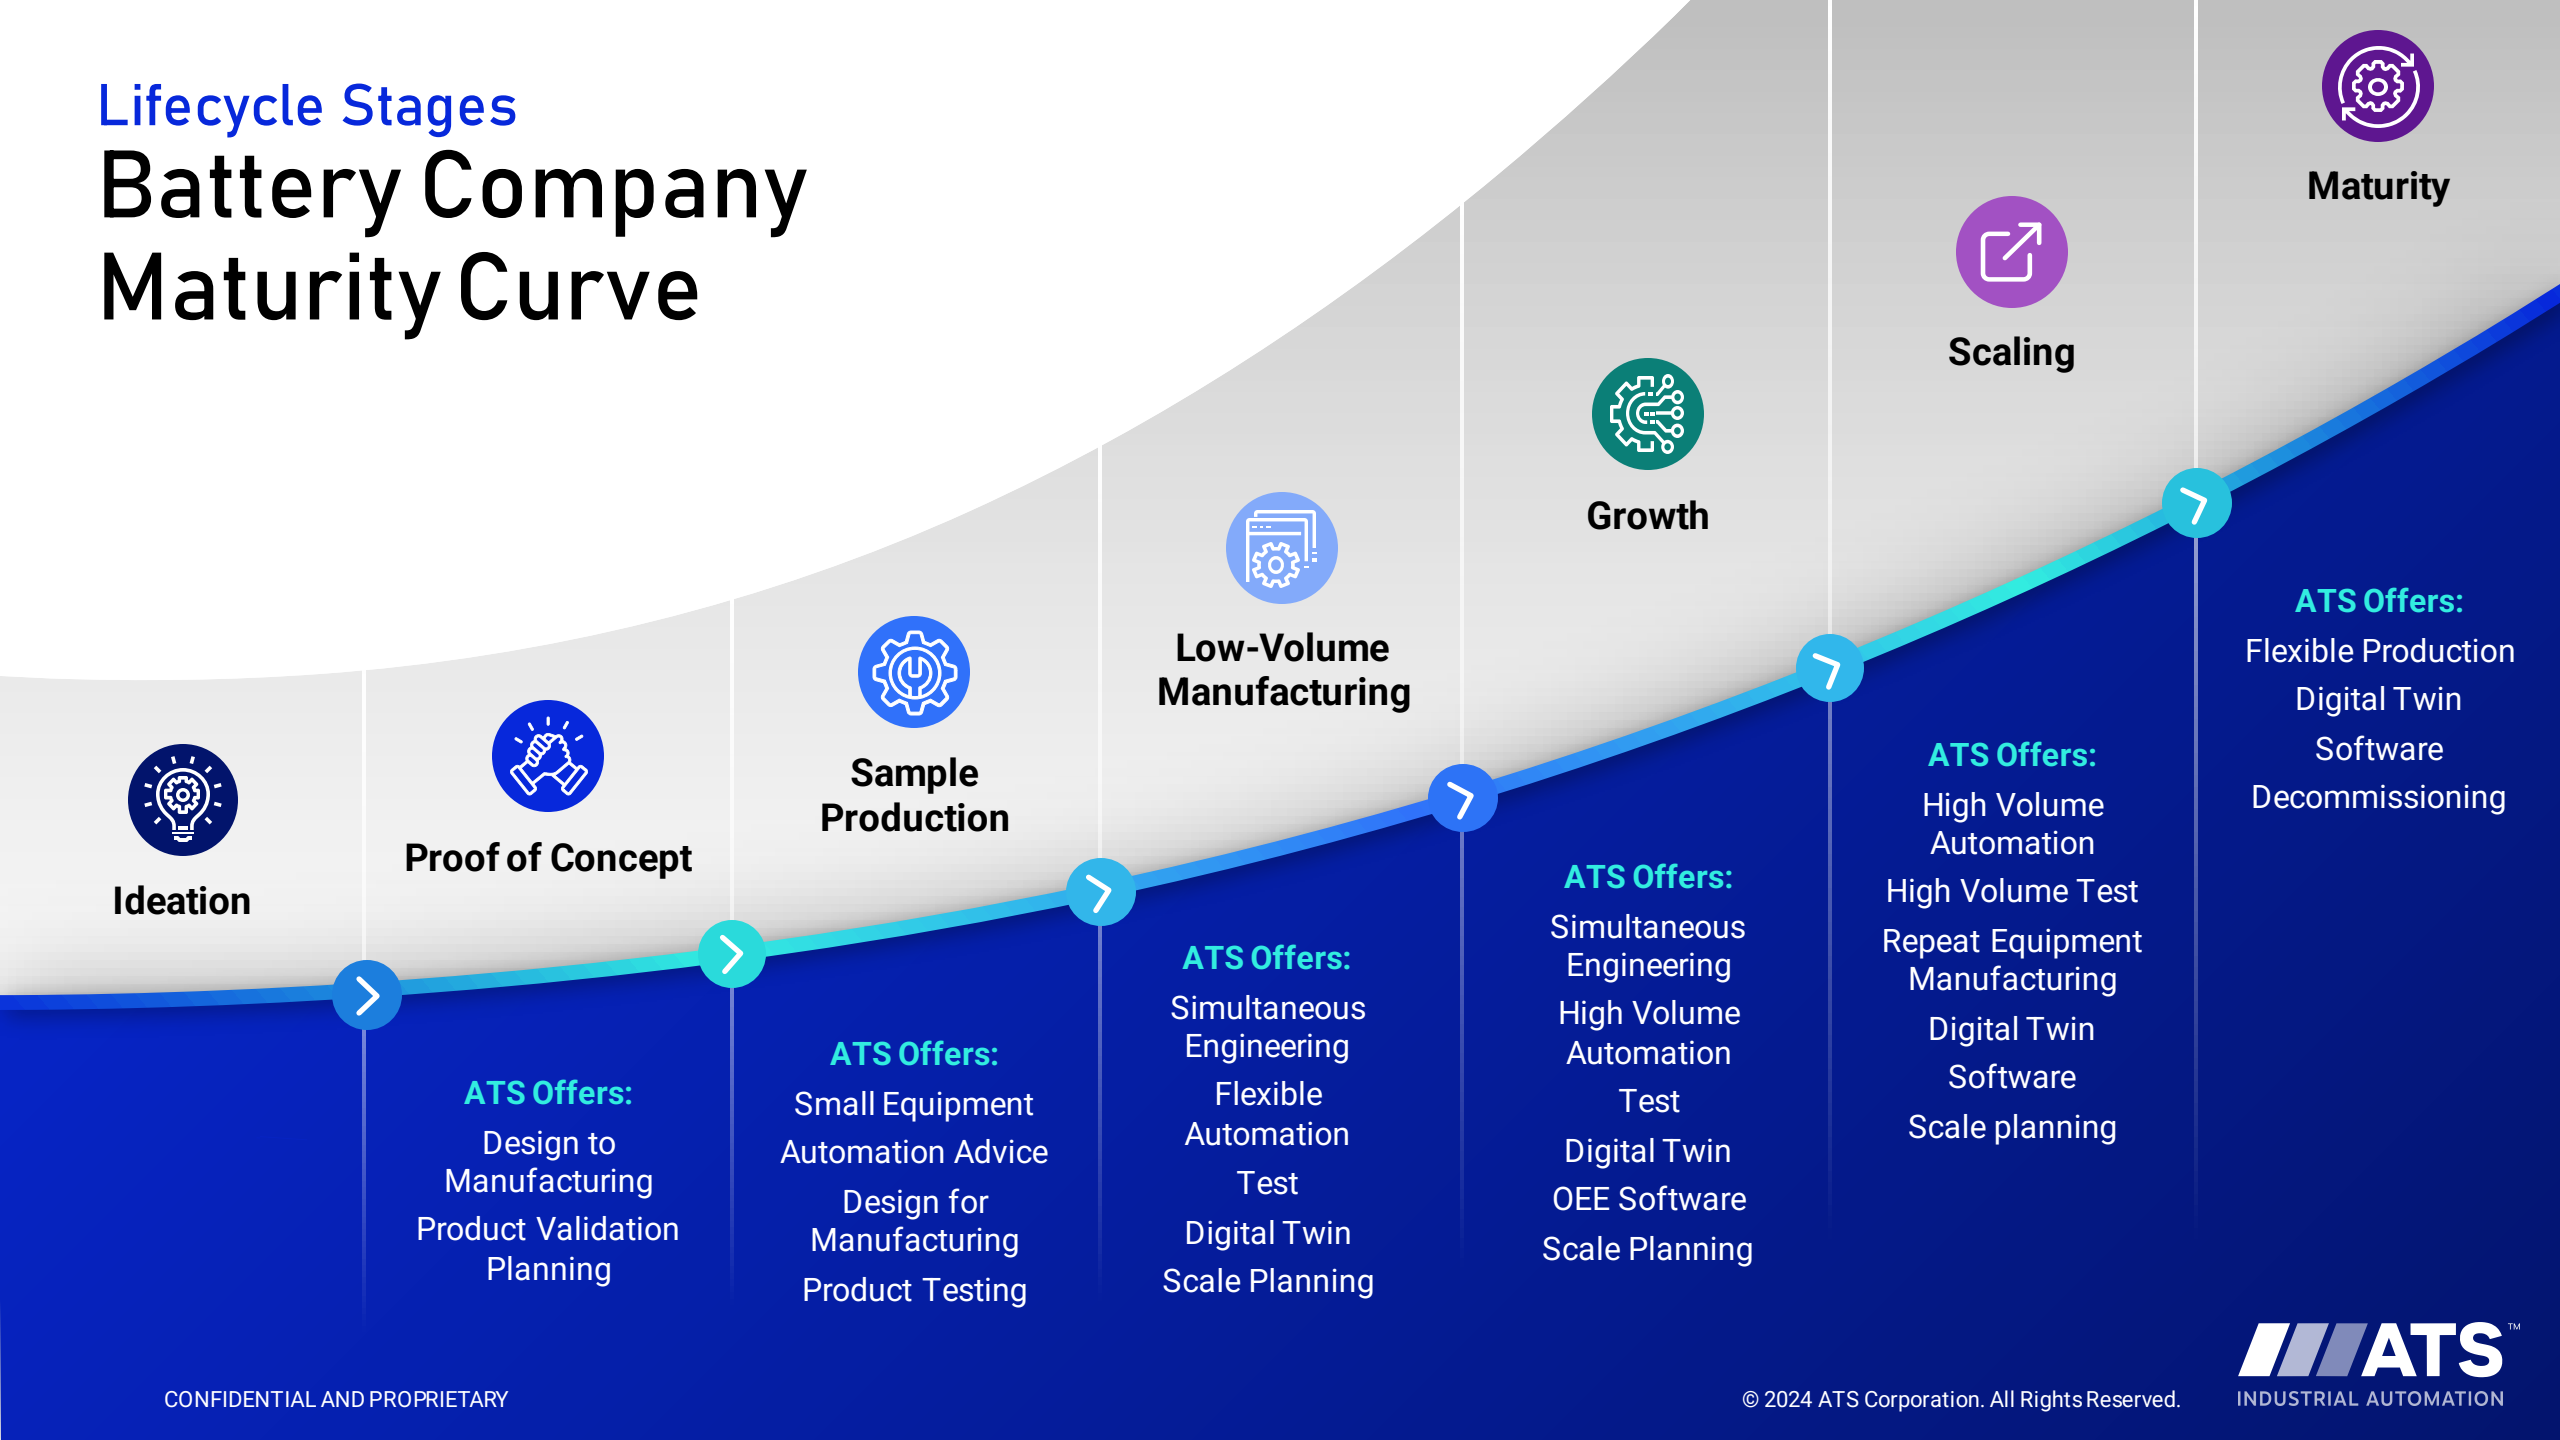 Lifecycle Stages
Battery Company
Maturity Curve
Ideation
Proof of Concept
ATS Offers:
Design to
Manufacturing
Product Validation
Planning
Sample
Production
ATS Offers:
Small Equipment
Automation Advice
Design for
Manufacturing
Product Testing
Low-Volume
Manufacturing
ATS Offers:
Simultaneous
Engineering
Flexible
Automation
Test
Digital Twin
Scale Planning
Growth
ATS Offers:
Simultaneous
Engineering
High Volume
Automation
Test
Digital Twin
OEE Software
Scale Planning
Scaling
ATS Offers:
High Volume
Automation
High Volume Test
Repeat Equipment
Manufacturing
Digital Twin
Software
Scale planning
Maturity
ATS Offers:
Flexible Production
Digital Twin
Software
Decommissioning
CONFIDENTIAL AND PROPRIETARY
© 2024 ATS Corporation. All Rights Reserved.
ATS™
INDUSTRIAL AUTOMATION